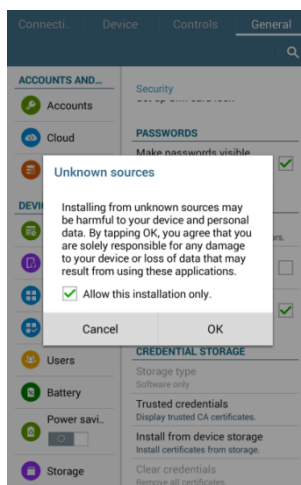 Connecti.. Device Controls General
ACCOUNTS AND...
Accounts
Cloud
DEVI
Users
Battery
Power savi..
Storage
Security
PASSWORDS
Make passwords visible
Unknown sources
Installing from unknown sources may
be harmful to your device and personal
data. By tapping OK, you agree that you
are solely responsible for any damage
to your device or loss of data that may
result from using these applications.
Allow this installation only.
Cancel OK
ors.
CREDENTIAL STORAGE
Storage type
Software only
Trusted credentials
Display trusted CA certificates.
Install from device storage
Install certificates from storage.
Clear credentials
Remove all certificates.